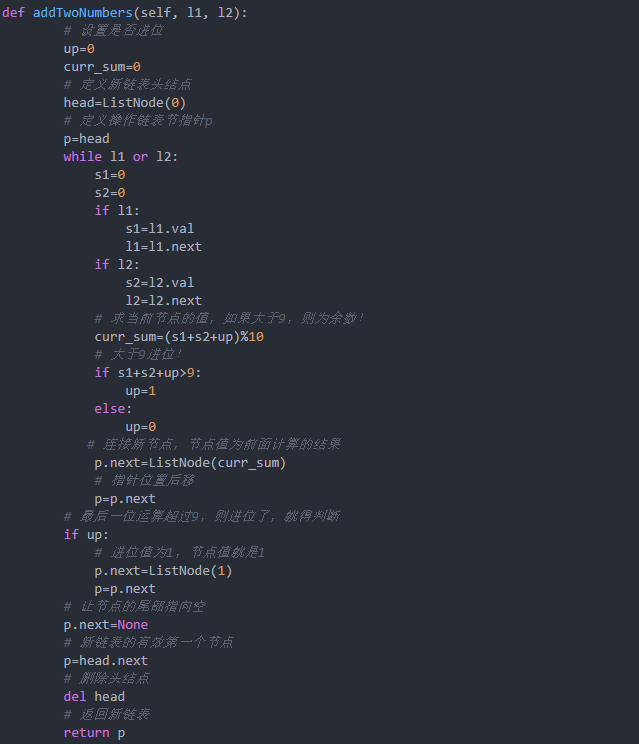 def addTwoNumbers(self, l1, l2):
        # 设置是否进位
        up=0
        curr_sum=0
        # 定义新链表头结点
        head=ListNode(0)
        # 定义操作链表节指针p
        p=head
        while l1 or l2:
            s1=0
            s2=0
            if l1:
                s1=l1.val
                l1=l1.next
            if l2:
                s2=l2.val
                l2=l2.next
            # 求当前节点的值，如果大于9，则为余数！
            curr_sum=(s1+s2+up)%10
            # 大于9进位！
            if s1+s2+up>9:
                up=1
            else:
                up=0
           # 连接新节点，节点值为前面计算的结果
            p.next=ListNode(curr_sum)
            # 指针位置后移
            p=p.next
        # 最后一位运算超过9，则进位了，就得判断
        if up:
            # 进位值为1，节点值就是1
            p.next=ListNode(1)
            p=p.next
        # 让节点的尾部指向空
        p.next=None
        # 新链表的有效第一个节点
        p=head.next
        # 删除头结点
        del head
        # 返回新链表
        return p